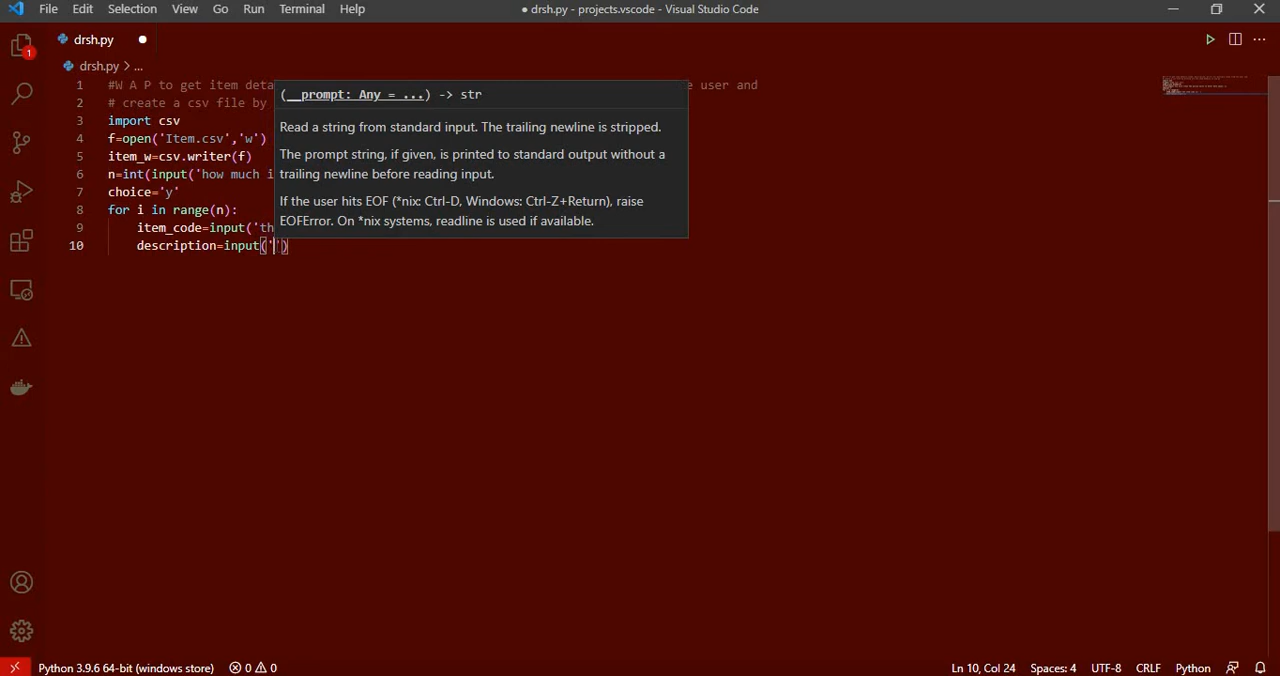 File Edit Selection View Go Run Terminal Help
● drsh.py - projects.vscode - Visual Studio Code
1
drsh.py ●
drsh.py > ...
1 #W A P to get item deta user and
2 # create a csv file by
3 import csv
4 f=open('Item.csv','w')
5 item_w=csv.writer(f)
6 n=int(input('how much i
7 choice='y'
8 for i in range(n):
9 item_code=input('th
10 description=input('')
(__prompt: Any = ...) -> str
Read a string from standard input. The trailing newline is stripped.
The prompt string, if given, is printed to standard output without a
trailing newline before reading input.
If the user hits EOF (*nix: Ctrl-D, Windows: Ctrl-Z+Return), raise
EOFError. On *nix systems, readline is used if available.
Python 3.9.6 64-bit (windows store) 0 0 Ln 10, Col 24 Spaces: 4 UTF-8 CRLF Python